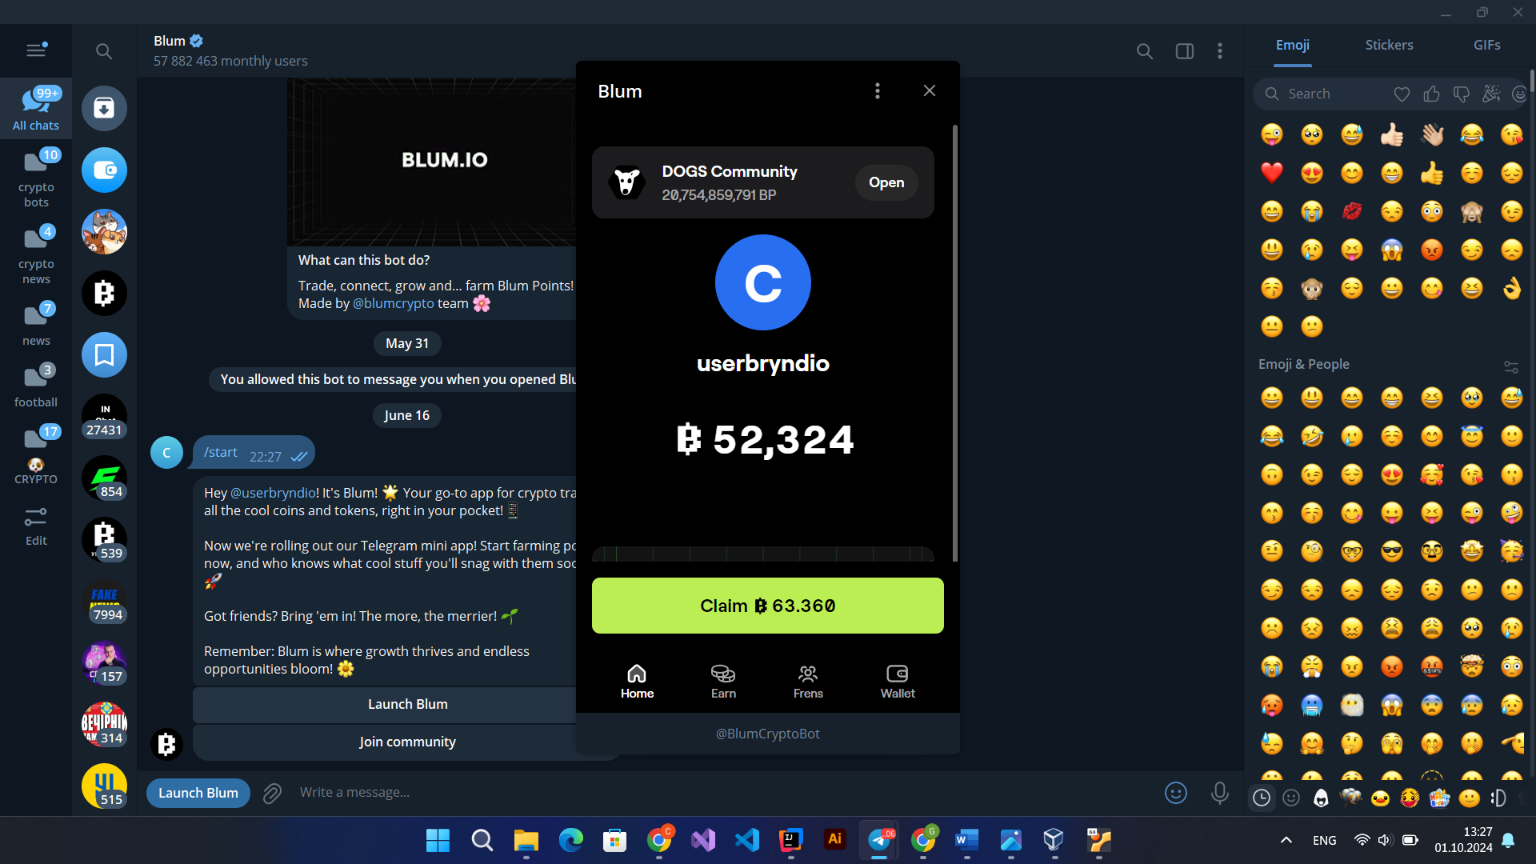 Blum
57 882 463 monthly users
99+
All chats
10
crypto
bots
4
crypto
news
7
news
3
football
17
CRYPTO
Edit
IN
27431
854
539
FAKE
7994
157
ВЕЧІРНІЙ
314
515
BLUM.IO
What can this bot do?
Trade, connect, grow and... farm Blum Points!
Made by @blumcrypto team
May 31
You allowed this bot to message you when you opened Blu
June 16
C
/start
22:27
Hey @userbryndio! It's Blum! Your go-to app for crypto tra
all the cool coins and tokens, right in your pocket!
Now we're rolling out our Telegram mini app! Start farming po
now, and who knows what cool stuff you'll snag with them soo
Got friends? Bring 'em in! The more, the merrier!
Remember: Blum is where growth thrives and endless
opportunities bloom!
Launch Blum
Join community
Launch Blum
Write a message...
Blum
DOGS Community
20,754,859,791 BP
Open
C
userbryndio
52,324
Claim 63.360
Home
Earn
Frens
Wallet
@BlumCryptoBot
Emoji
Stickers
GIFs
Search
Emoji & People
Ai
ENG
13:27
01.10.2024